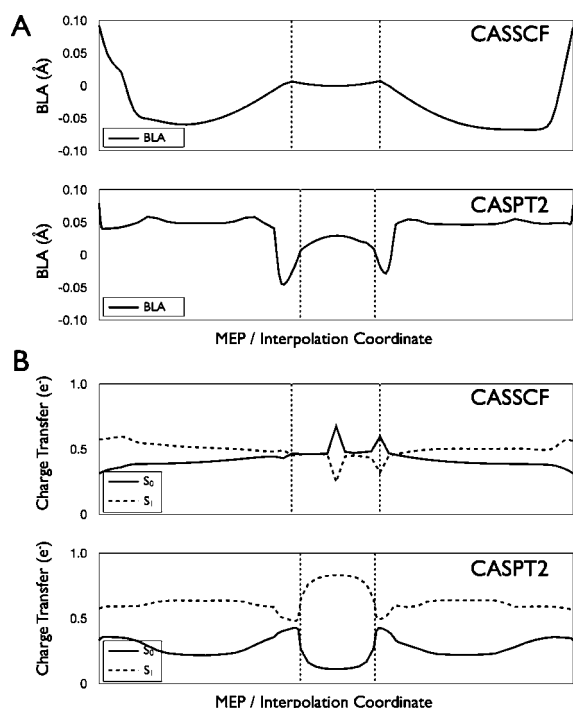 A
CASSCF
BLA (Å)
0.10
0.05
0
-0.05
-0.10
BLA
CASPT2
BLA (Å)
0.10
0.05
0
-0.05
-0.10
BLA
MEP / Interpolation Coordinate
B
CASSCF
Charge Transfer (e-)
1.0
0.5
0
S0
S1
CASPT2
Charge Transfer (e-)
1.0
0.5
0
S0
S1
MEP / Interpolation Coordinate